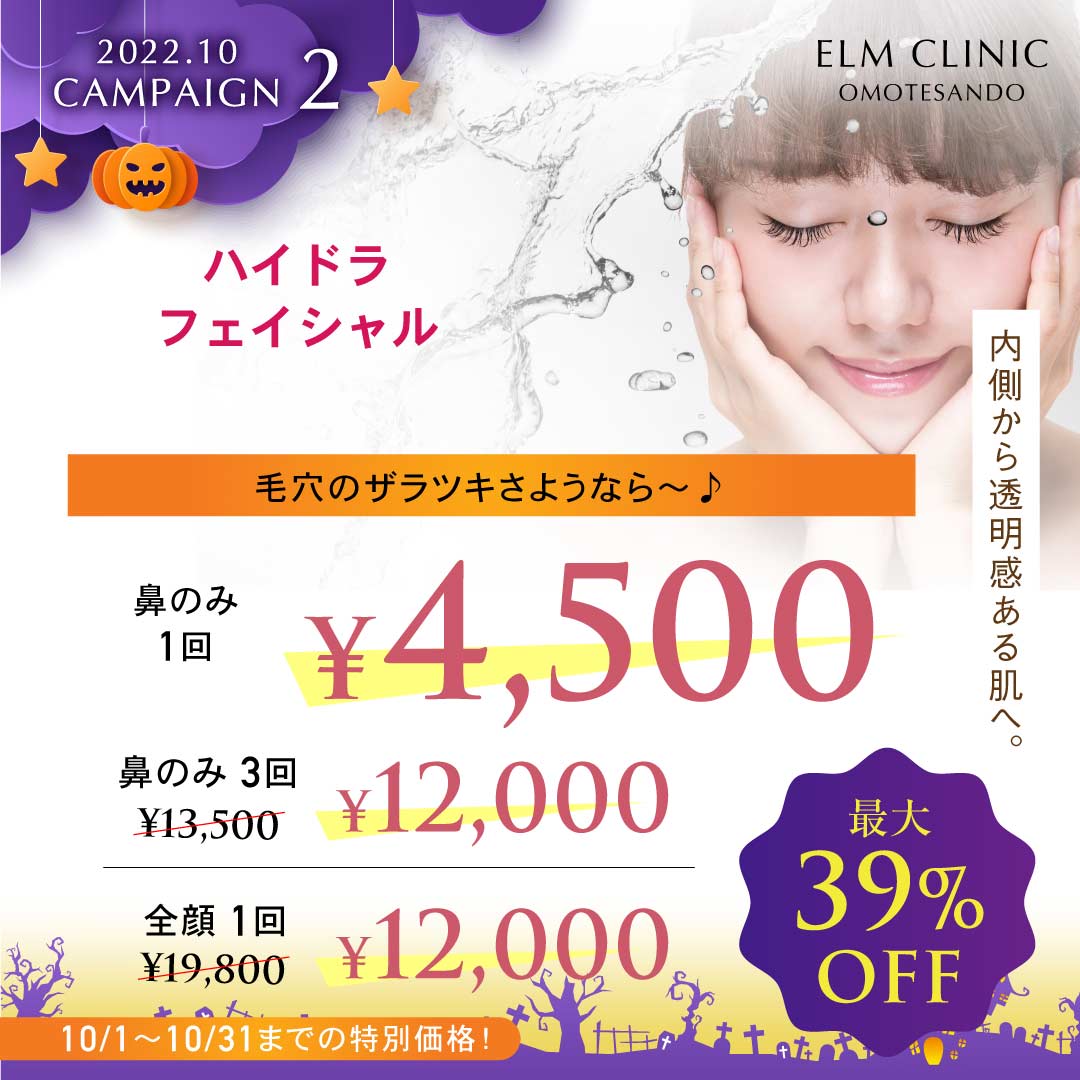 2022.10
CAMPAIGN 2
ELM CLINIC
OMOTESANDO
ハイドラ
フェイシャル
内側から透明感ある肌へ。
毛穴のザラツキさようなら〜♪
鼻のみ
1回
¥4,500
鼻のみ 3回
¥13,500
¥12,000
全顔 1回
¥19,800
¥12,000
最大
39%
OFF
10/1〜10/31までの特別価格!